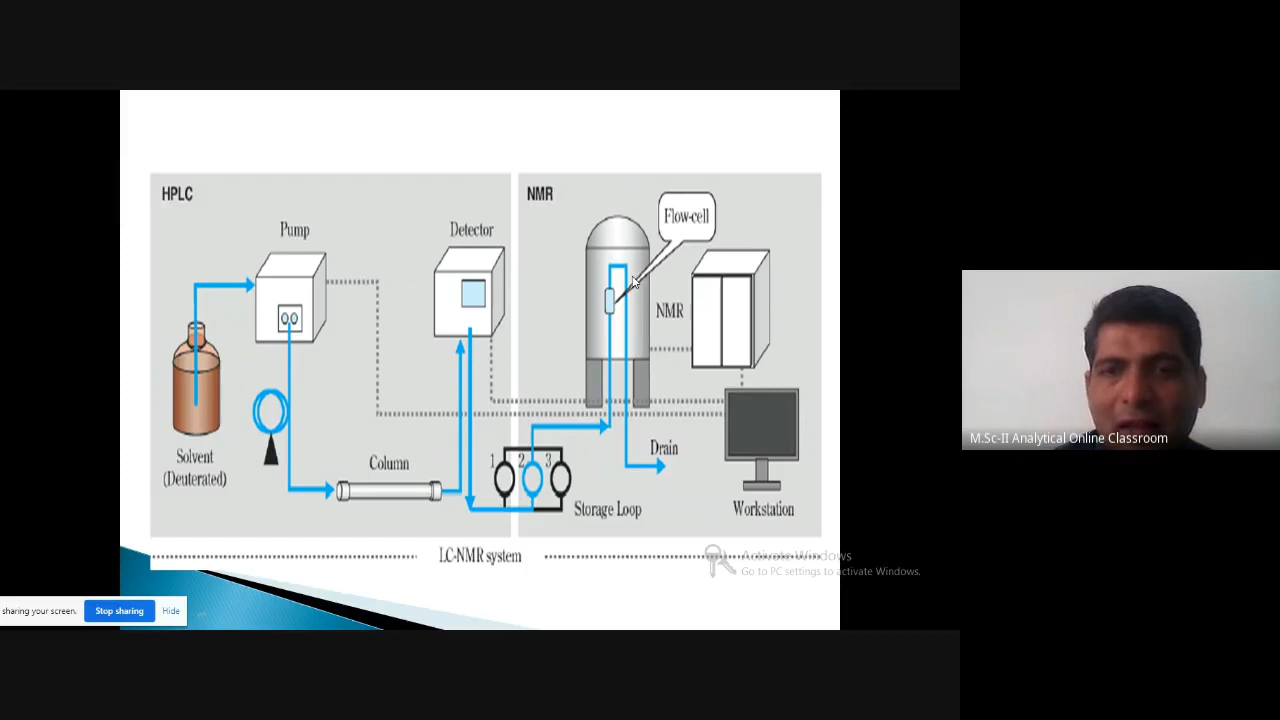 HPLC
NMR
Flow-cell
Pump
Detector
NMR
Solvent
(Deuterated)
Column
1
2
3
Drain
Storage Loop
Workstation
LC-NMR system
Activate Windows
Go to PC settings to activate Windows.
sharing your screen.
Stop sharing
Hide
M.Sc-II Analytical Online Classroom